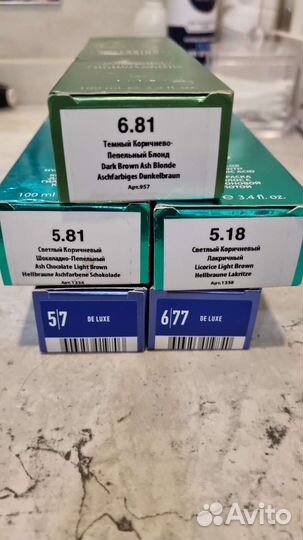 100 ml
6.81
Темный Коричнево-
Пепельный Блонд
Dark Brown Ash Blonde
Aschfarbiges Dunkelbraun
Арт.957
100 ml
3.4 fl. oz.
5.81
Светлый Коричневый
Шоколадно-Пепельный
Ash Chocolate Light Brown
Hellbraune Aschfarbene Schokolade
Арт.1334
5.18
Светлый Коричневый
Лакричный
Licorice Light Brown
Hellbraune Lakritze
Арт.1338
5|7 DE LUXE
6|77 DE LUXE
Avito